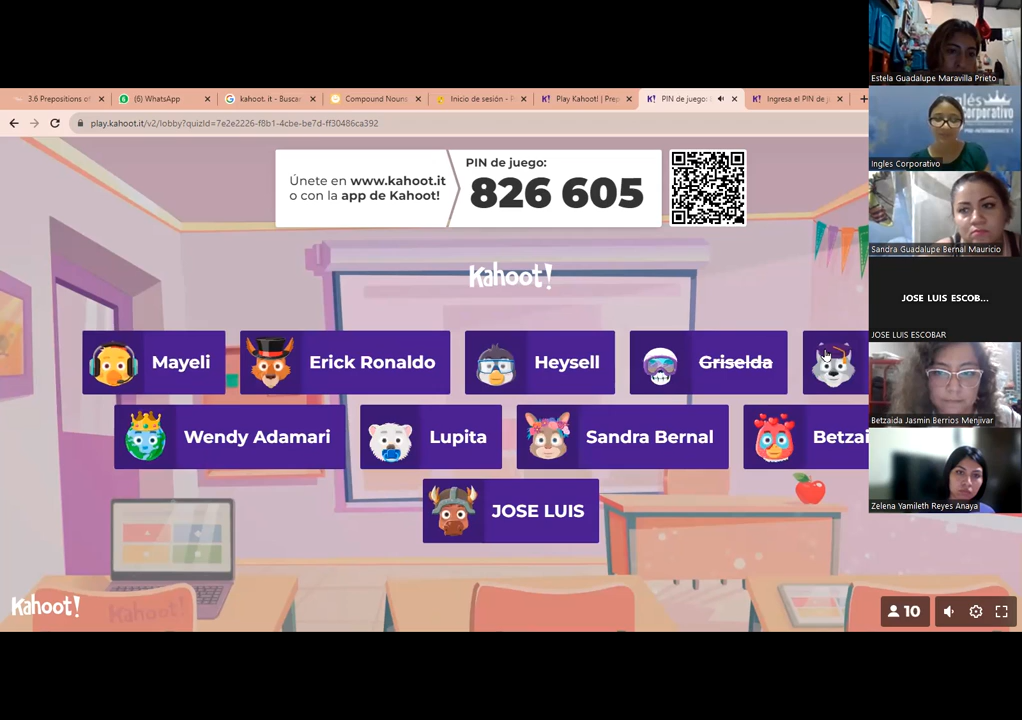 3.6 Prepositions of
(6) WhatsApp
kahoot. it - Busca
Compound Nouns
Inicio de sesión - P
Play Kahoot! | Prep
PIN de juego:
Ingresa el PIN de j
play.kahoot.it/v2/lobby?quizId=7e2e2226-f8b1-4cbe-be7d-ff30486ca392
Únete en www.kahoot.it
o con la app de Kahoot!
PIN de juego:
826 605
Kahoot!
Mayeli
Erick Ronaldo
Heysell
Griselda
Wendy Adamari
Lupita
Sandra Bernal
Betzai
JOSE LUIS
Kahoot!
10
Estela Guadalupe Maravilla Prieto
Ingles Corporativo
Sandra Guadalupe Bernal Mauricio
JOSE LUIS ESCOB...
JOSE LUIS ESCOBAR
Betzaida Jasmin Berrios Menjivar
Zelena Yamileth Reyes Anaya